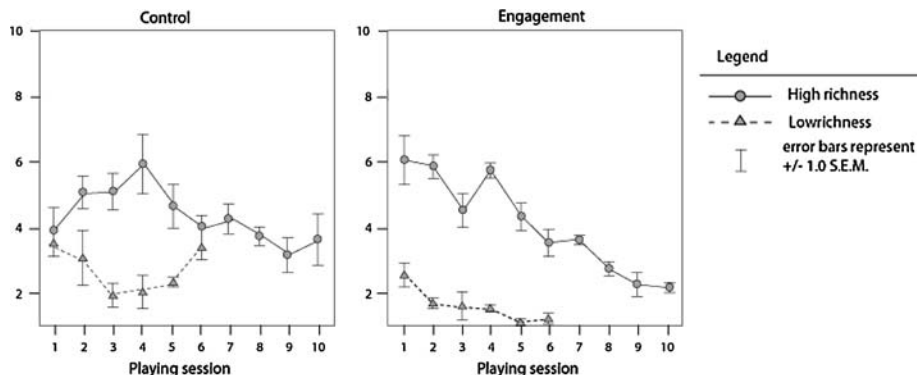 Control
Engagement
10
8
6
4
2
1 2 3 4 5 6 7 8 9 10
Playing session
10
8
6
4
2
1 2 3 4 5 6 7 8 9 10
Playing session
Legend
High richness
Lowrichness
error bars represent
+/- 1.0 S.E.M.